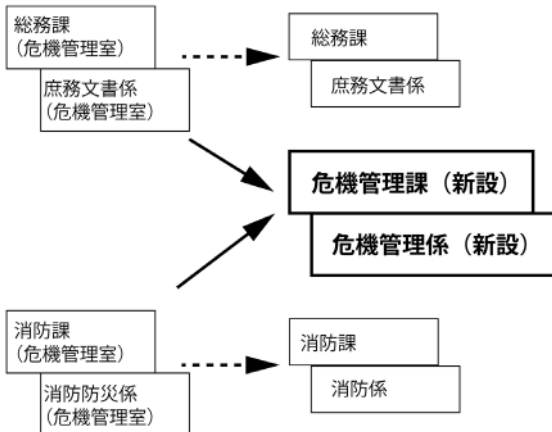 総務課
(危機管理室)
庶務文書係
(危機管理室)
総務課
庶務文書係
危機管理課（新設）
危機管理係（新設）
消防課
(危機管理室)
消防防災係
(危機管理室)
消防課
消防係